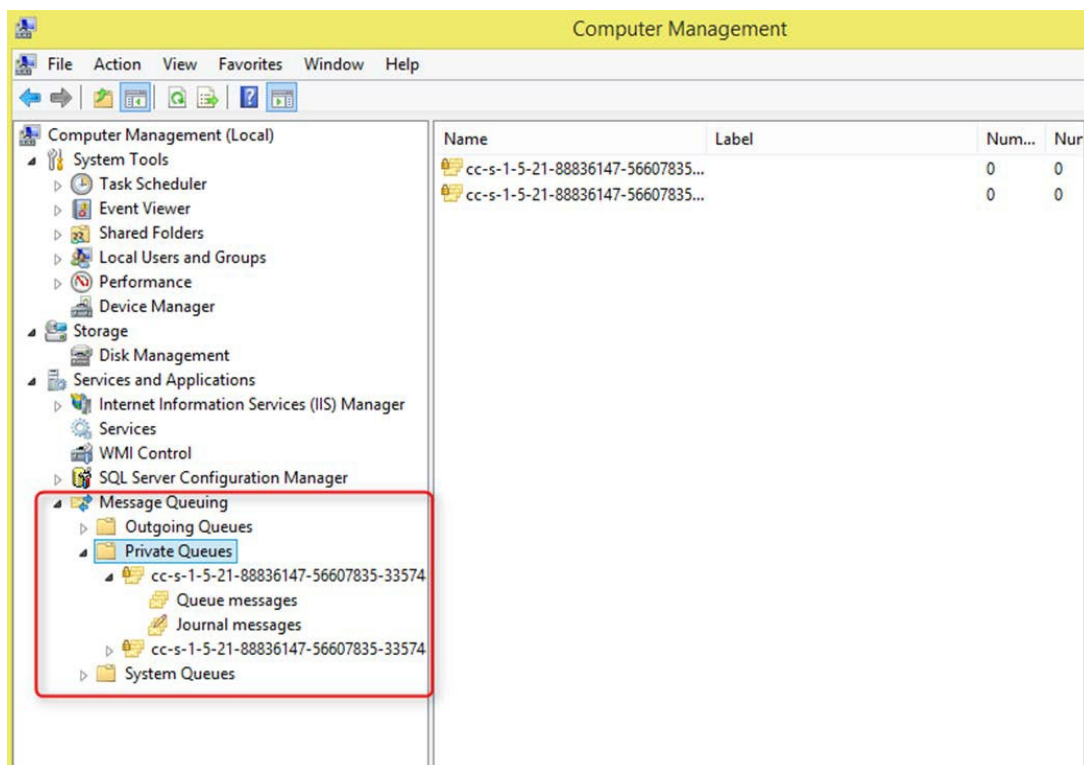 Computer Management
File Action View Favorites Window Help
Computer Management (Local)
System Tools
Task Scheduler
Event Viewer
Shared Folders
Local Users and Groups
Performance
Device Manager
Storage
Disk Management
Services and Applications
Internet Information Services (IIS) Manager
Services
WMI Control
SQL Server Configuration Manager
Message Queuing
Outgoing Queues
Private Queues
cc-s-1-5-21-88836147-56607835-33574
Queue messages
Journal messages
cc-s-1-5-21-88836147-56607835-33574
System Queues
Name Label Num... Nur
cc-s-1-5-21-88836147-56607835... 0 0
cc-s-1-5-21-88836147-56607835... 0 0